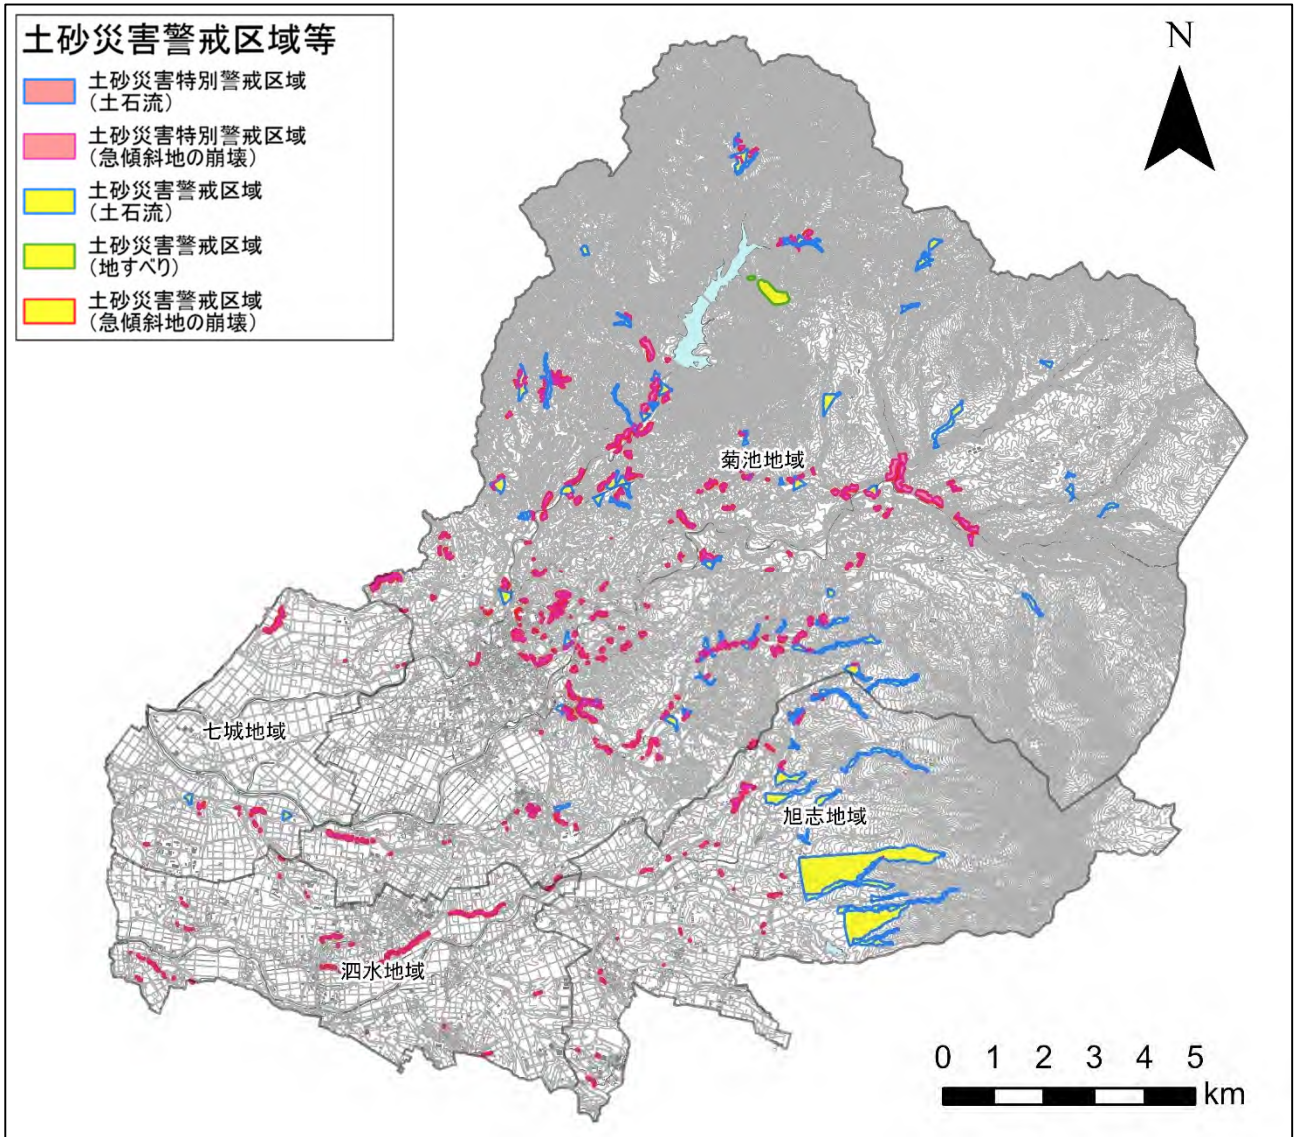 土砂災害警戒区域等
土砂災害特別警戒区域
(土石流)
土砂災害特別警戒区域
(急傾斜地の崩壊)
土砂災害警戒区域
(土石流)
土砂災害警戒区域
(地すべり)
土砂災害警戒区域
(急傾斜地の崩壊)
N
菊池地域
七城地域
旭志地域
泗水地域
0 1 2 3 4 5
km